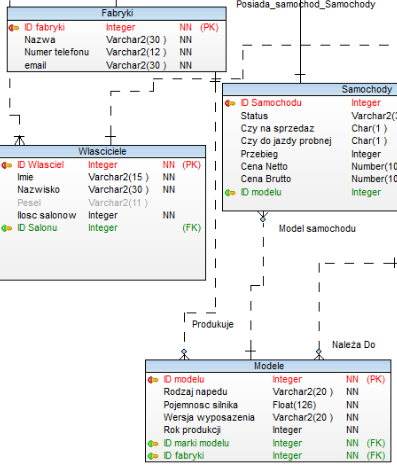 Posiada_samochod_Samochody
Fabryki
ID fabryki Integer NN (PK)
Nazwa Varchar2(30 ) NN
Numer telefonu Varchar2(12 ) NN
email Varchar2(30 ) NN
Samochody
ID Samochodu Integer
Status Varchar2(
Czy na sprzedaz Char(1 )
Czy do jazdy probnej Char(1 )
Przebieg Integer
Cena Netto Number(10
Cena Brutto Number(10
ID modelu Integer
Wlasciciele
ID Wlasciel Integer NN (PK)
Imie Varchar2(15 ) NN
Nazwisko Varchar2(30 ) NN
Pesel Varchar2(11 )
Ilosc salonow Integer NN
ID Salonu Integer (FK)
Model samochodu
Produkuje
Należa Do
Modele
ID modelu Integer NN (PK)
Rodzaj napedu Varchar2(20 ) NN
Pojemnosc silnika Float(126) NN
Wersja wyposazenia Varchar2(20 ) NN
Rok produkcji Integer NN
ID marki modelu Integer NN (FK)
ID fabryki Integer NN (FK)